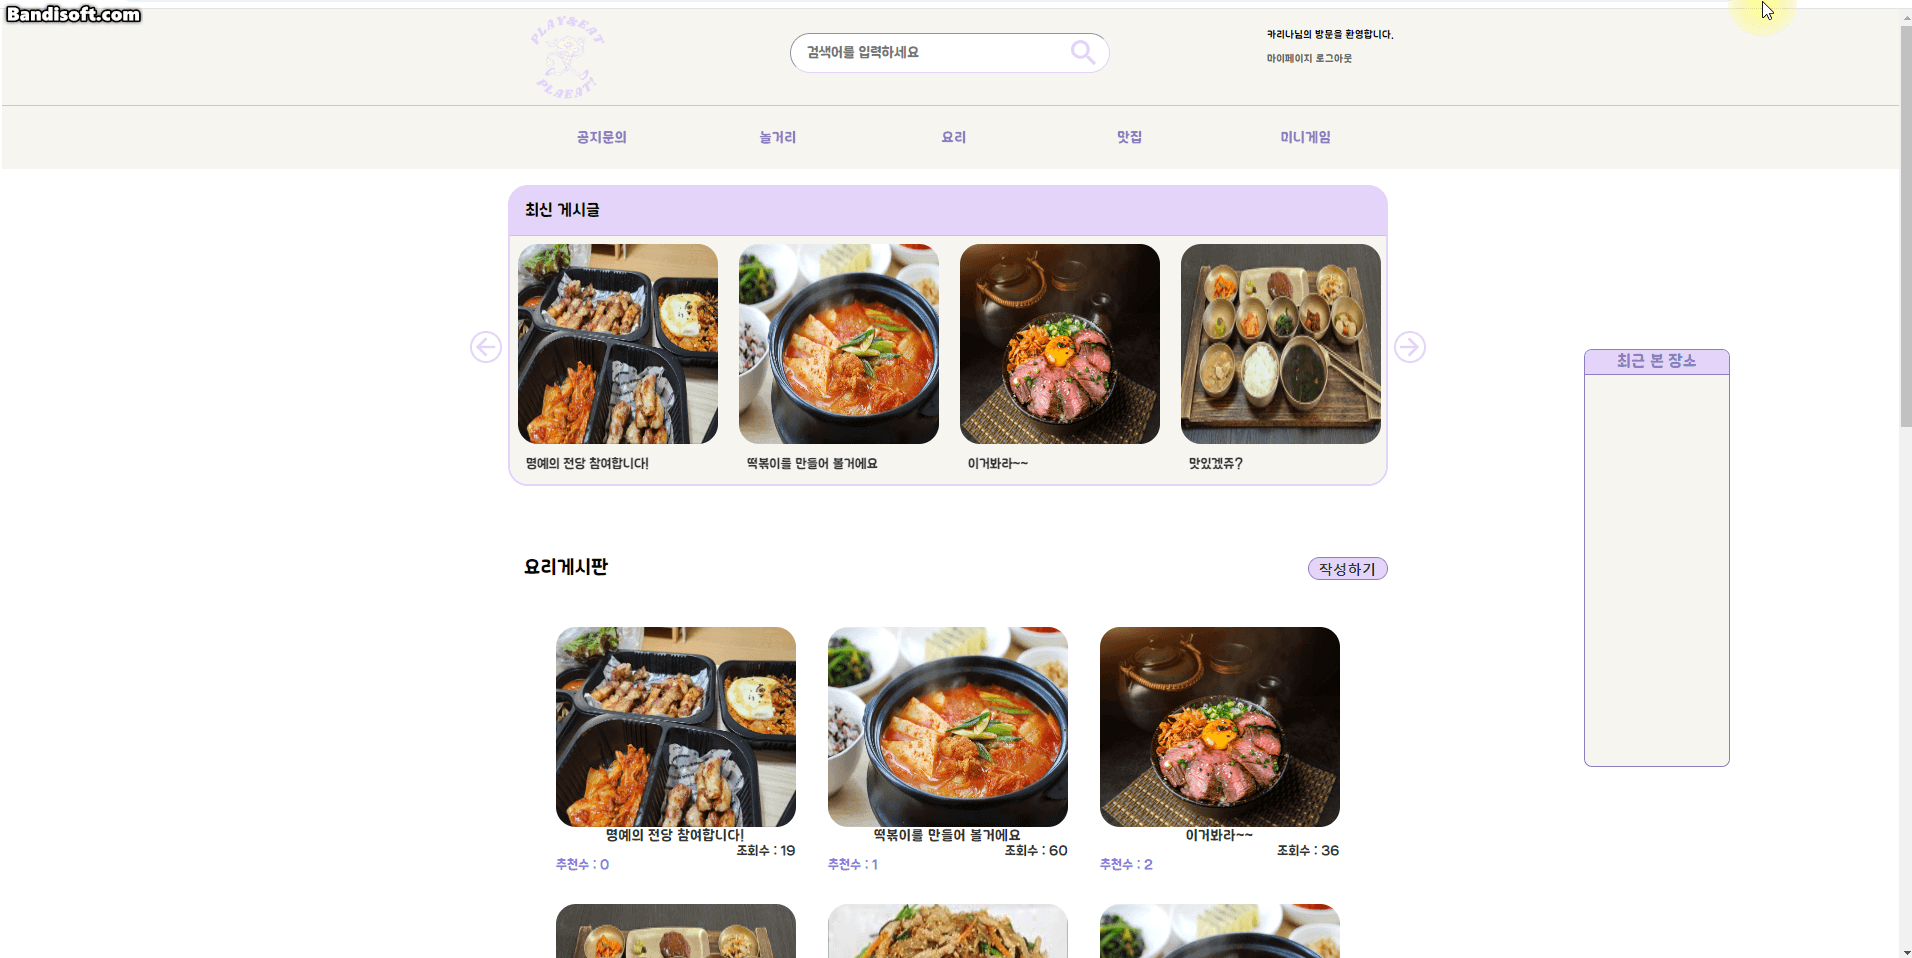 Bandisoft.com
PLAY&EAT
PLAEAT!
검색어를 입력하세요
카리나님의 방문을 환영합니다.
마이페이지 로그아웃
공지문의 놀거리 요리 맛집 미니게임
최신 게시글
명예의 전당 참여합니다! 떡볶이를 만들어 볼거에요 이거봐라~~ 맛있겠쥬?
최근 본 장소
요리게시판 작성하기
명예의 전당 참여합니다! 떡볶이를 만들어 볼거에요 이거봐라~~
조회수 : 19 조회수 : 60 조회수 : 36
추천수 : 0 추천수 : 1 추천수 : 2